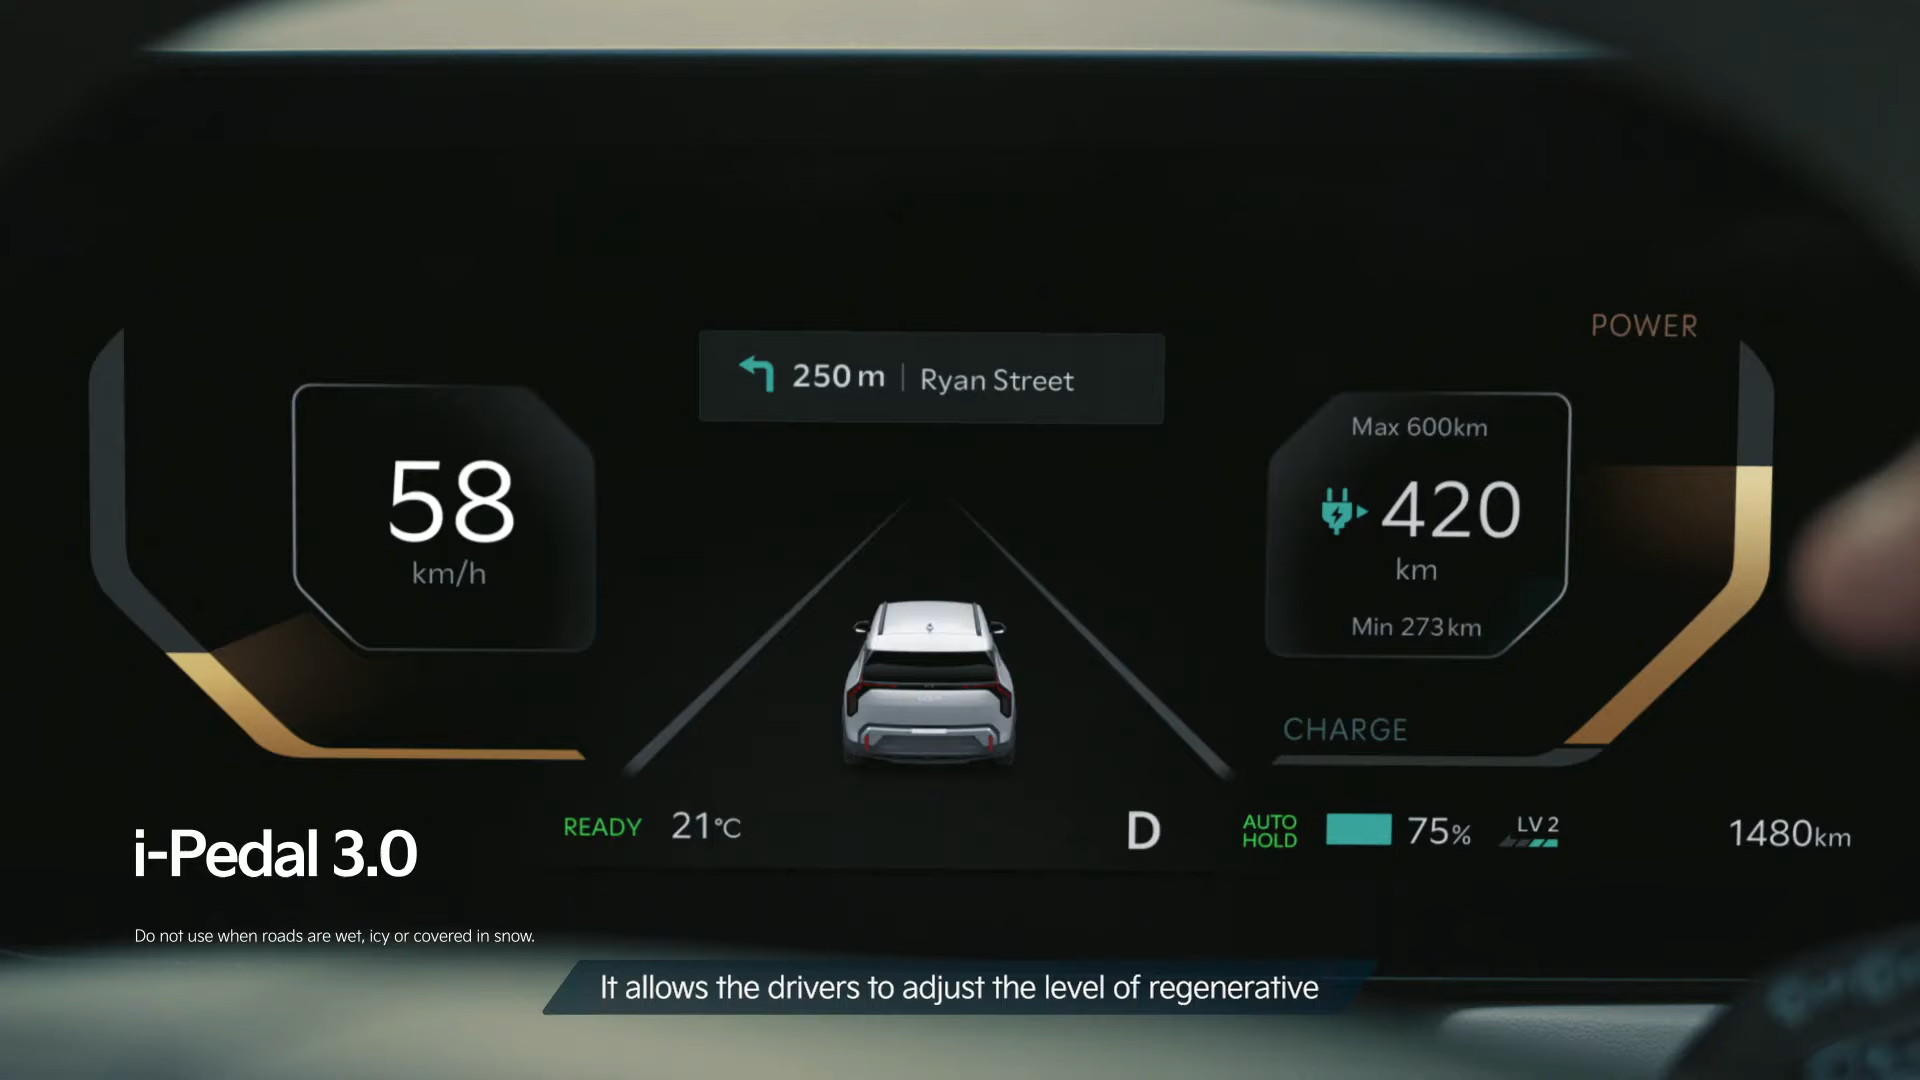 POWER
250 m | Ryan Street
58
km/h
Max 600km
420
km
Min 273km
CHARGE
READY 21°C
D
AUTO
HOLD
75%
LV 2
1480km
i-Pedal 3.0
Do not use when roads are wet, icy or covered in snow.
It allows the drivers to adjust the level of regenerative